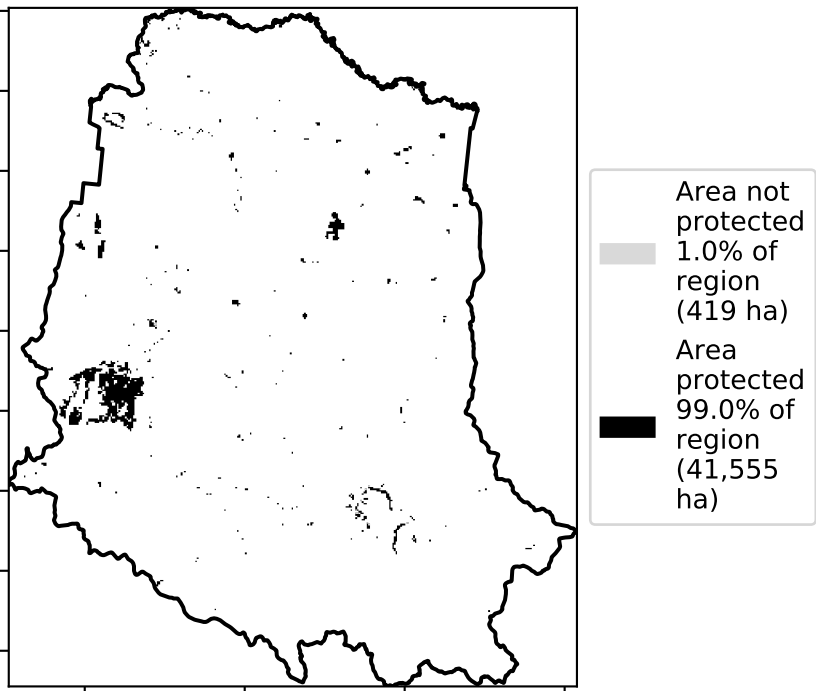 Area not
protected
1.0% of
region
(419 ha)
Area
protected
99.0% of
region
(41,555
ha)